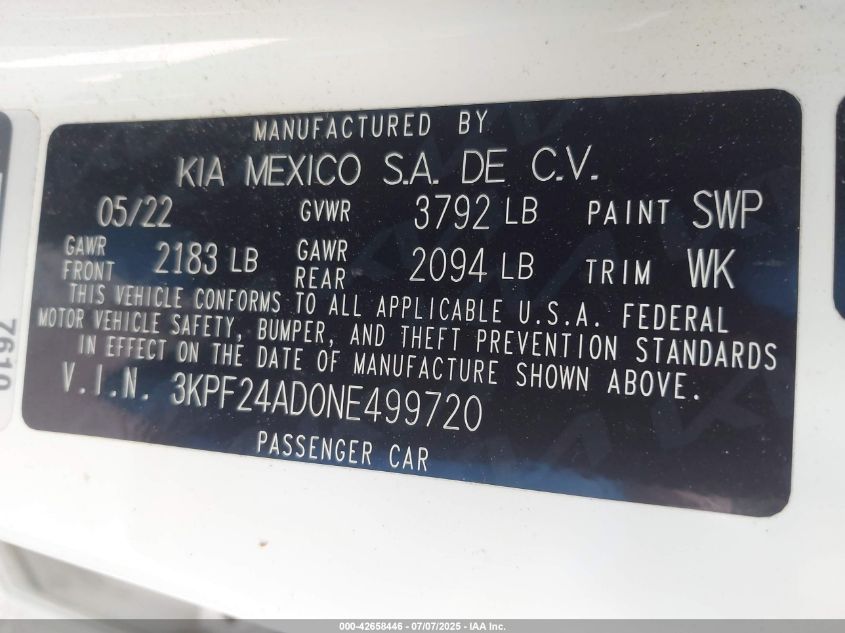 MANUFACTURED BY
KIA MEXICO S.A. DE C.V.
05/22 GVWR 3792 LB PAINT SWP
GAWR FRONT 2183 LB GAWR REAR 2094 LB TRIM WK
THIS VEHICLE CONFORMS TO ALL APPLICABLE U.S.A. FEDERAL
MOTOR VEHICLE SAFETY, BUMPER, AND THEFT PREVENTION STANDARDS
IN EFFECT ON THE DATE OF MANUFACTURE SHOWN ABOVE.
V.I.N. 3KPF24AD0NE499720
PASSENGER CAR
7619
000-42658446 - 07/07/2025 - IAA Inc.